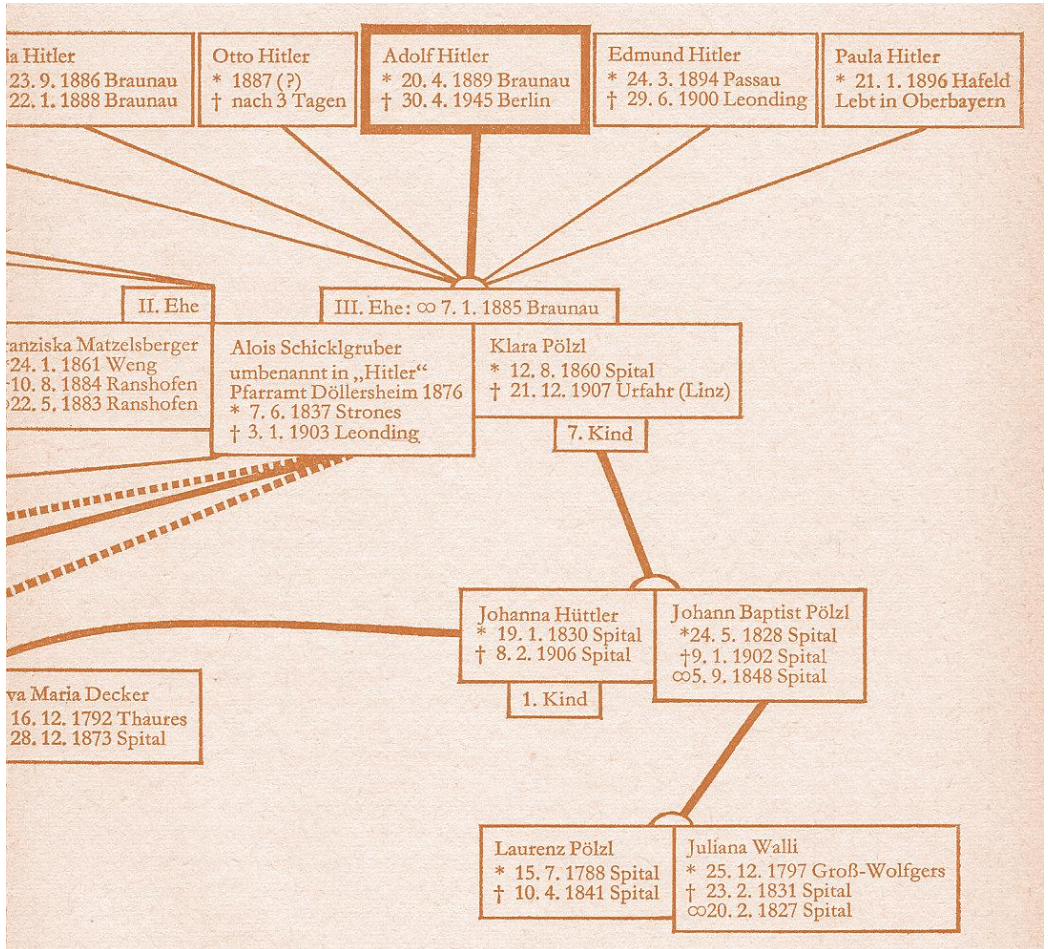 ia Hitler
23. 9. 1886 Braunau
22. 1. 1888 Braunau
Otto Hitler
* 1887 (?)
† nach 3 Tagen
Adolf Hitler
* 20. 4. 1889 Braunau
† 30. 4. 1945 Berlin
Edmund Hitler
* 24. 3. 1894 Passau
† 29. 6. 1900 Leonding
Paula Hitler
* 21. 1. 1896 Hafeld
Lebt in Oberbayern
II. Ehe
III. Ehe: ∞ 7. 1. 1885 Braunau
ranziska Matzelsberger
*24. 1. 1861 Weng
†10. 8. 1884 Ranshofen
∞22. 5. 1883 Ranshofen
Alois Schicklgruber
umbenannt in „Hitler“
Pfarramt Döllersheim 1876
* 7. 6. 1837 Strones
† 3. 1. 1903 Leonding
Klara Pölzl
* 12. 8. 1860 Spital
† 21. 12. 1907 Urfahr (Linz)
7. Kind
Johanna Hüttler
* 19. 1. 1830 Spital
† 8. 2. 1906 Spital
Johann Baptist Pölzl
*24. 5. 1828 Spital
†9. 1. 1902 Spital
∞5. 9. 1848 Spital
1. Kind
va Maria Decker
16. 12. 1792 Thaures
28. 12. 1873 Spital
Laurenz Pölzl
* 15. 7. 1788 Spital
† 10. 4. 1841 Spital
Juliana Walli
* 25. 12. 1797 Groß-Wolfgers
† 23. 2. 1831 Spital
∞20. 2. 1827 Spital